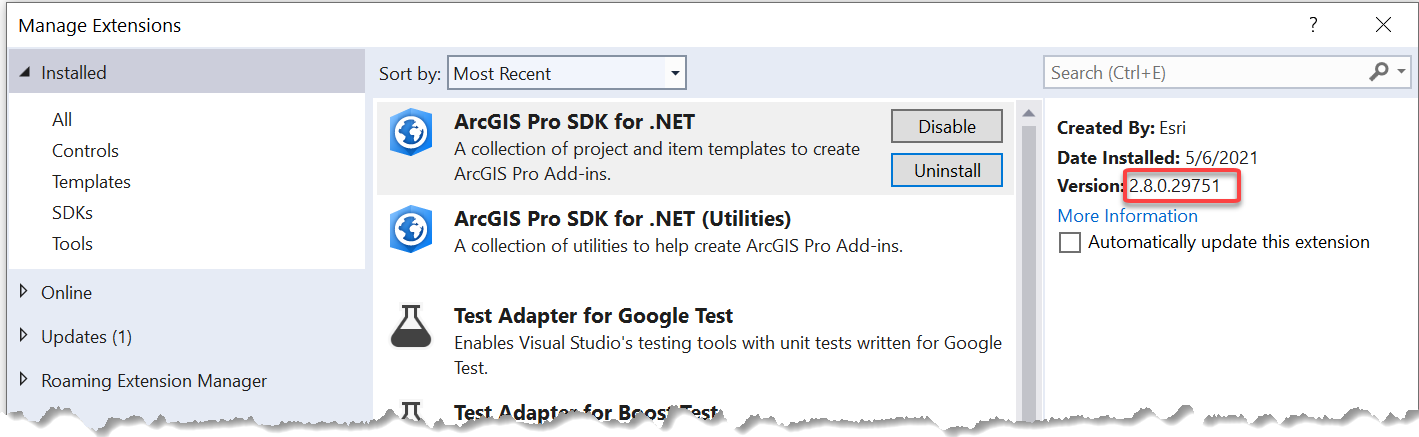 Manage Extensions
?
Installed
All
Controls
Templates
SDKs
Tools
Online
Updates (1)
Roaming Extension Manager
Sort by: Most Recent
ArcGIS Pro SDK for .NET
A collection of project and item templates to create
ArcGIS Pro Add-ins.
Disable
Uninstall
ArcGIS Pro SDK for .NET (Utilities)
A collection of utilities to help create ArcGIS Pro Add-ins.
Test Adapter for Google Test
Enables Visual Studio's testing tools with unit tests written for Google
Test.
Test Adapter for Boost Test
Search (Ctrl+E)
Created By: Esri
Date Installed: 5/6/2021
Version: 2.8.0.29751
More Information
Automatically update this extension